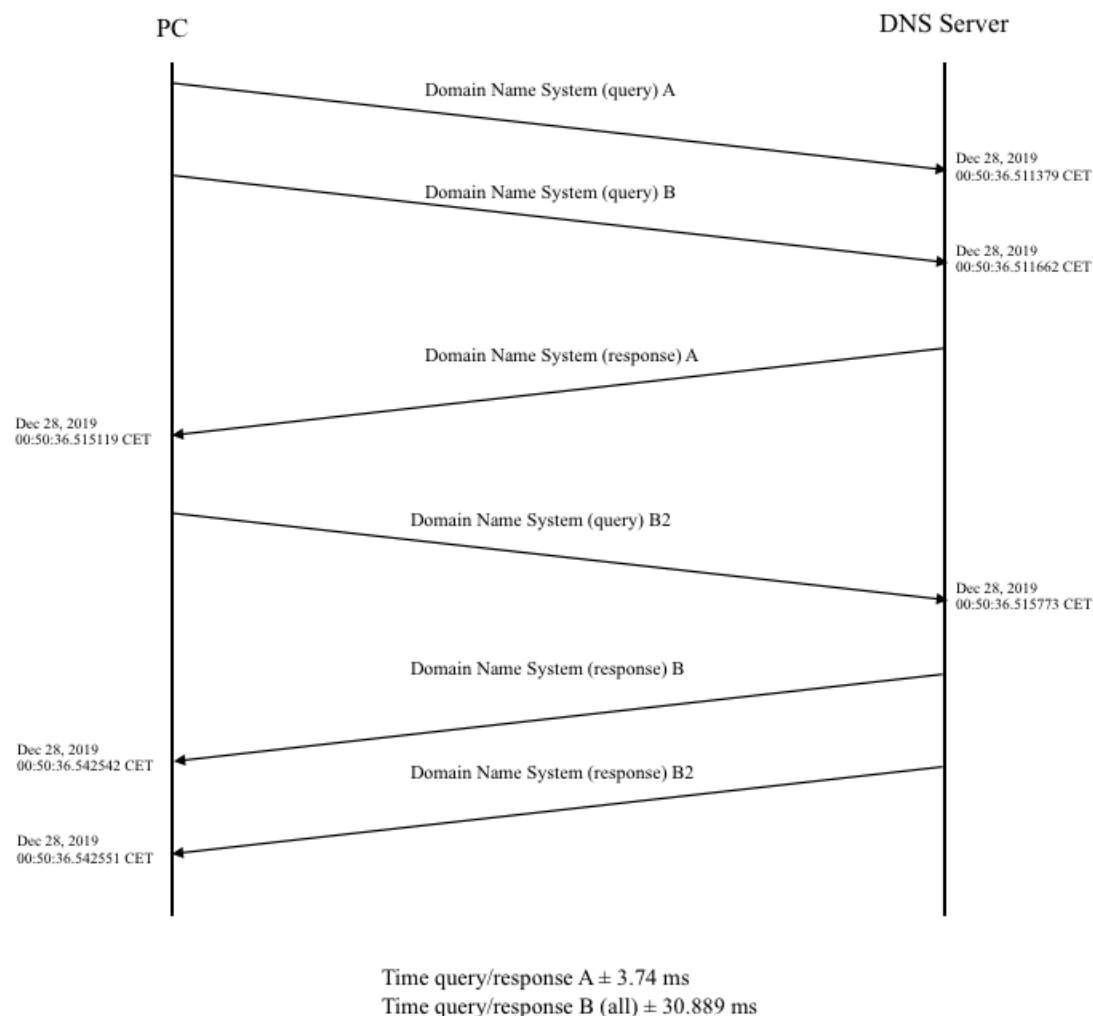 PC
DNS Server
Domain Name System (query) A
Dec 28, 2019
00:50:36.511379 CET
Domain Name System (query) B
Dec 28, 2019
00:50:36.511662 CET
Domain Name System (response) A
Dec 28, 2019
00:50:36.515119 CET
Domain Name System (query) B2
Dec 28, 2019
00:50:36.515773 CET
Domain Name System (response) B
Dec 28, 2019
00:50:36.542542 CET
Domain Name System (response) B2
Dec 28, 2019
00:50:36.542551 CET
Time query/response A ± 3.74 ms
Time query/response B (all) ± 30.889 ms